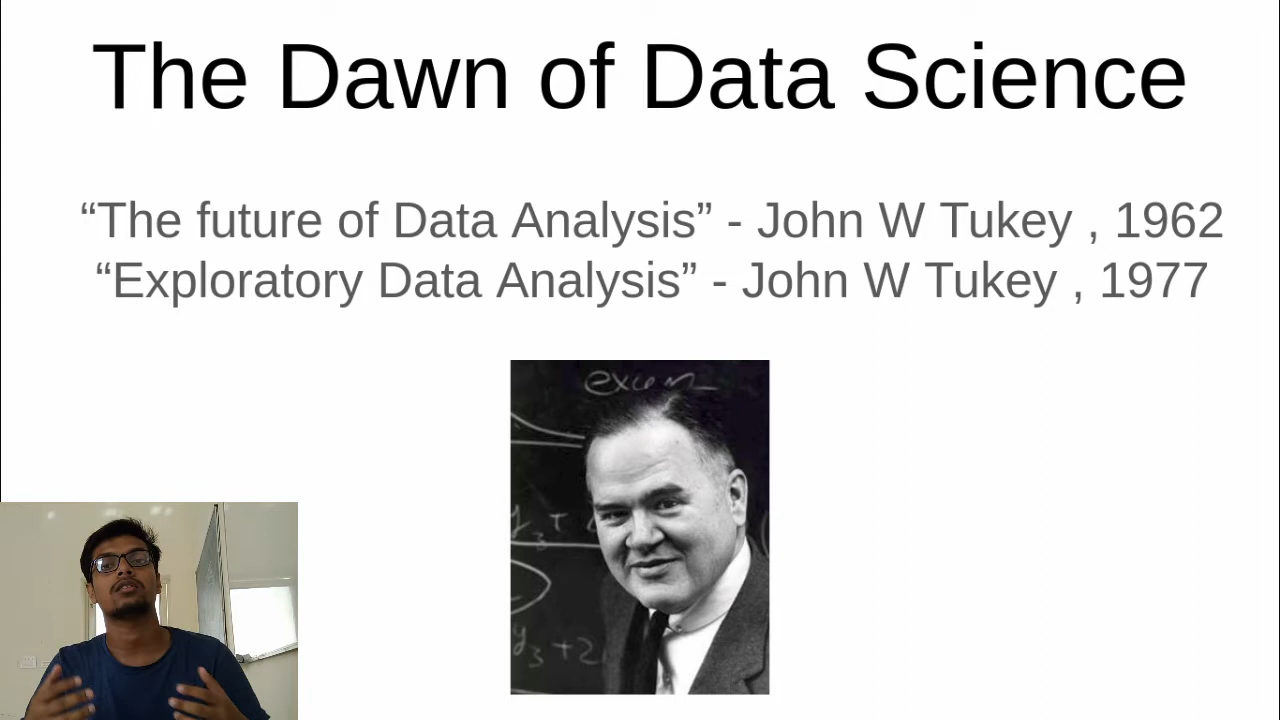 The Dawn of Data Science
“The future of Data Analysis” - John W Tukey , 1962
“Exploratory Data Analysis” - John W Tukey , 1977